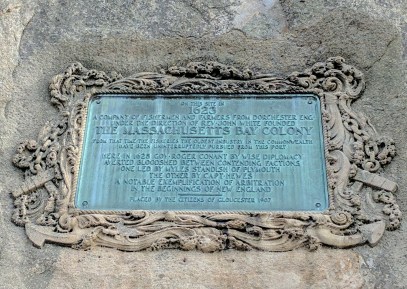 ON THIS SITE IN
1623
A COMPANY OF FISHERMEN AND FARMERS FROM DORCHESTER ENG.
UNDER THE DIRECTION OF REV. JOHN WHITE FOUNDED
THE MASSACHUSETTS BAY COLONY
FROM THAT TIME THE FISHERIES THE OLDEST INDUSTRY IN THE COMMONWEALTH
HAVE BEEN UNINTERRUPTEDLY PURSUED FROM THIS PORT
HERE IN 1625 GOV. ROGER CONANT BY WISE DIPLOMACY
AVERTED BLOODSHED BETWEEN CONTENDING FACTIONS
ONE LED BY MYLES STANDISH OF PLYMOUTH
THE OTHER BY CAPT. HEWES
A NOTABLE EXEMPLIFICATION OF ARBITRATION
IN THE BEGINNINGS OF NEW ENGLAND
PLACED BY THE CITIZENS OF GLOUCESTER 1907